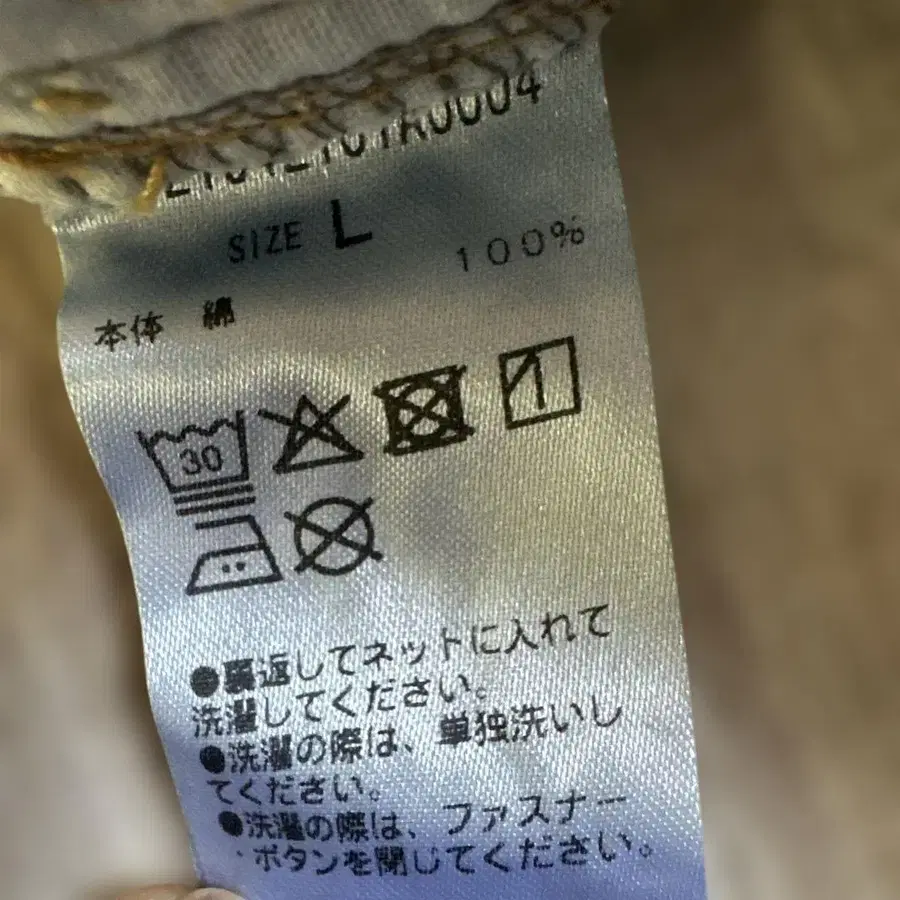 SIZE L
100%
本体 綿
30
●裏返してネットに入れて
洗濯してください。
●洗濯の際は、単独洗いし
てください。
●洗濯の際は、ファスナー
・ボタンを閉じてください。